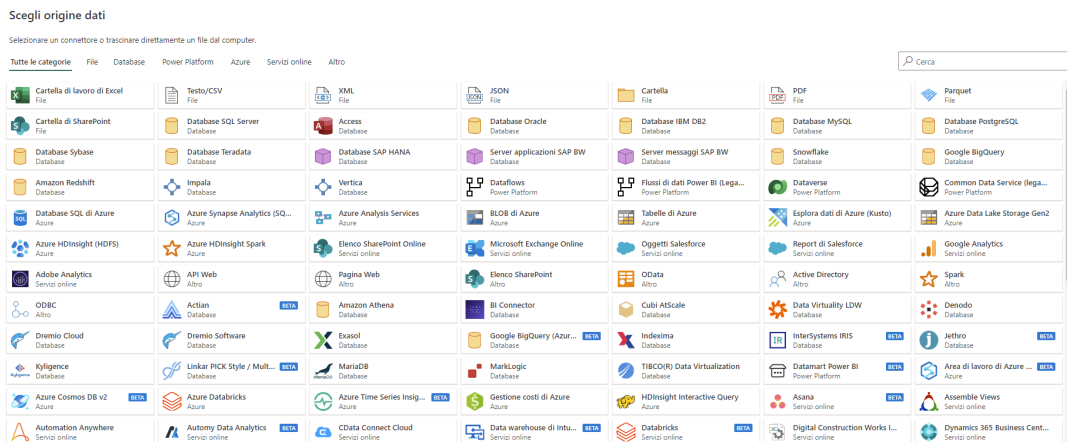 Scegli origine dati
Selezionare un connettore o trascinare direttamente un file dal computer.
Tutte le categorie File Database Power Platform Azure Servizi online Altro Cerca
Cartella di lavoro di Excel Testo/CSV XML JSON Cartella PDF Parquet
File File File File File File File
Cartella di SharePoint Database SQL Server Access Database Oracle Database IBM DB2 Database MySQL Database PostgreSQL
File Database Database Database Database Database Database
Database Sybase Database Teradata Database SAP HANA Server applicazioni SAP BW Server messaggi SAP BW Snowflake Google BigQuery
Database Database Database Database Database Database Database
Amazon Redshift Impala Vertica Dataflows Flussi di dati Power BI (Lega... Dataverse Common Data Service (lega...
Database Database Database Power Platform Power Platform Power Platform Power Platform
Database SQL di Azure Azure Synapse Analytics (SQ... Azure Analysis Services BLOB di Azure Tabelle di Azure Esplora dati di Azure (Kusto) Azure Data Lake Storage Gen2
Azure Azure Azure Azure Azure Azure Azure
Azure HDInsight (HDFS) Azure HDInsight Spark Elenco SharePoint Online Microsoft Exchange Online Oggetti Salesforce Report di Salesforce Google Analytics
Azure Azure Servizi online Servizi online Servizi online Servizi online Servizi online
Adobe Analytics API Web Pagina Web Elenco SharePoint OData Active Directory Spark
Servizi online Altro Altro Altro Altro Altro Altro
ODBC Actian BETA Amazon Athena BI Connector Cubi AtScale Data Virtuality LDW Denodo
Altro Database Database Database Database Database Database
Dremio Cloud Dremio Software Exasol Google BigQuery (Azur... BETA Indexima InterSystems IRIS BETA Jethro BETA
Database Database Database Database Database Database Database
Kyligence Linkar PICK Style / Mult... BETA MariaDB MarkLogic TIBCO(R) Data Virtualization Datamart Power BI BETA Area di lavoro di Azure ... BETA
Database Database Database Database Database Power Platform Azure
Azure Cosmos DB v2 BETA Azure Databricks Azure Time Series Insig... BETA Gestione costi di Azure HDInsight Interactive Query Asana BETA Assemble Views
Azure Azure Azure Azure Azure Servizi online Servizi online
Automation Anywhere Automy Data Analytics BETA CData Connect Cloud Data warehouse di Intu... BETA Databricks BETA Digital Construction Works I... Dynamics 365 Business Cent...
Servizi online Servizi online Servizi online Servizi online Servizi online Servizi online Servizi online